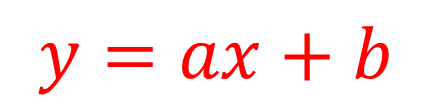 y = ax + b